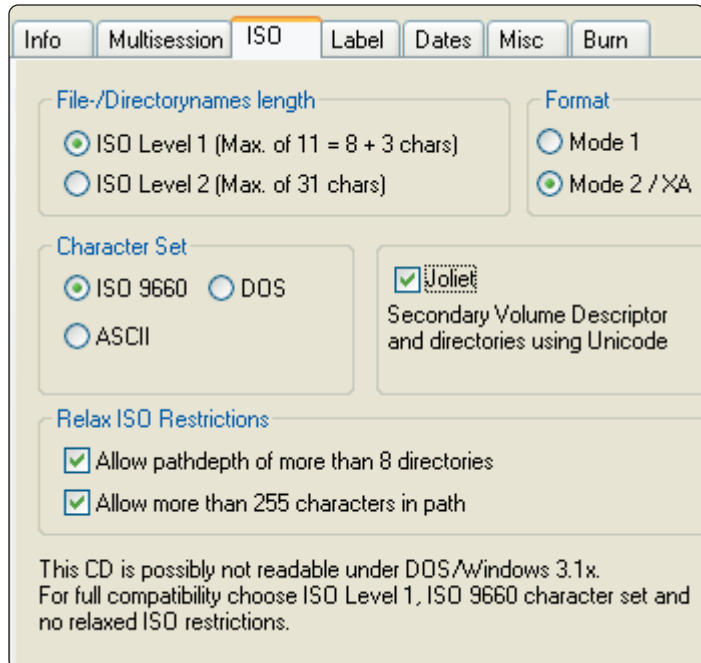 Info Multisession ISO Label Dates Misc Burn
File-/Directorynames length
ISO Level 1 (Max. of 11 = 8 + 3 chars)
ISO Level 2 (Max. of 31 chars)
Format
Mode 1
Mode 2 / XA
Character Set
ISO 9660 DOS
ASCII
Joliet
Secondary Volume Descriptor
and directories using Unicode
Relax ISO Restrictions
Allow pathdepth of more than 8 directories
Allow more than 255 characters in path
This CD is possibly not readable under DOS/Windows 3.1x.
For full compatibility choose ISO Level 1, ISO 9660 character set and
no relaxed ISO restrictions.